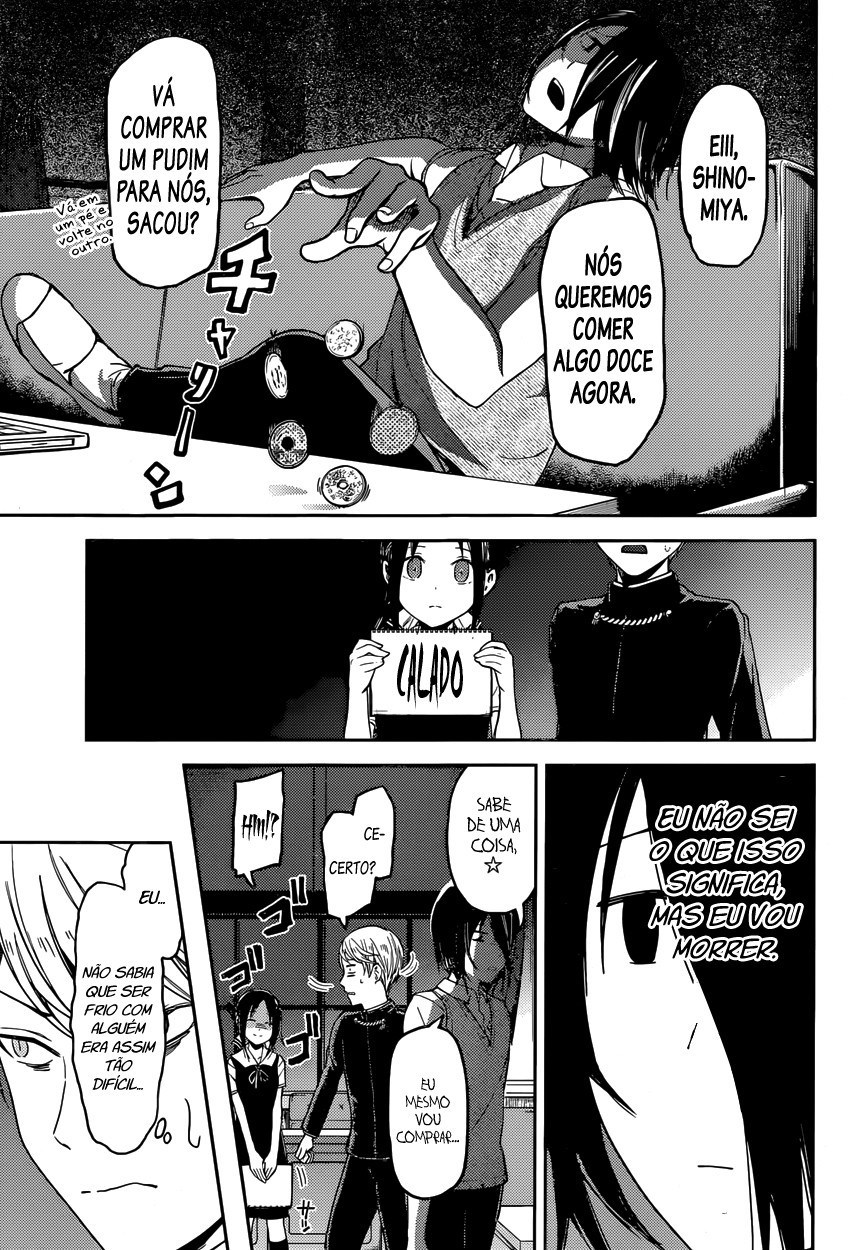 EIII,
SHINO-
MIYA.
NÓS
QUEREMOS
COMER
ALGO DOCE
AGORA.
VÁ
COMPRAR
UM PUDIM
PARA NÓS,
SACOU?
Vá em
um pé e
volte no
outro.
チャリーン
CALADO
EU NÃO SEI
O QUE ISSO
SIGNIFICA,
MAS EU VOU
MORRER.
SABE
DE UMA
COISA,
☆
EU
MESMO
VOU
COMPRAR...
CE-
CERTO?
HM!?
ゴゴゴゴ
EU...
NÃO SABIA
QUE SER
FRIO COM
ALGUÉM
ERA ASSIM
TÃO
DIFÍCIL...